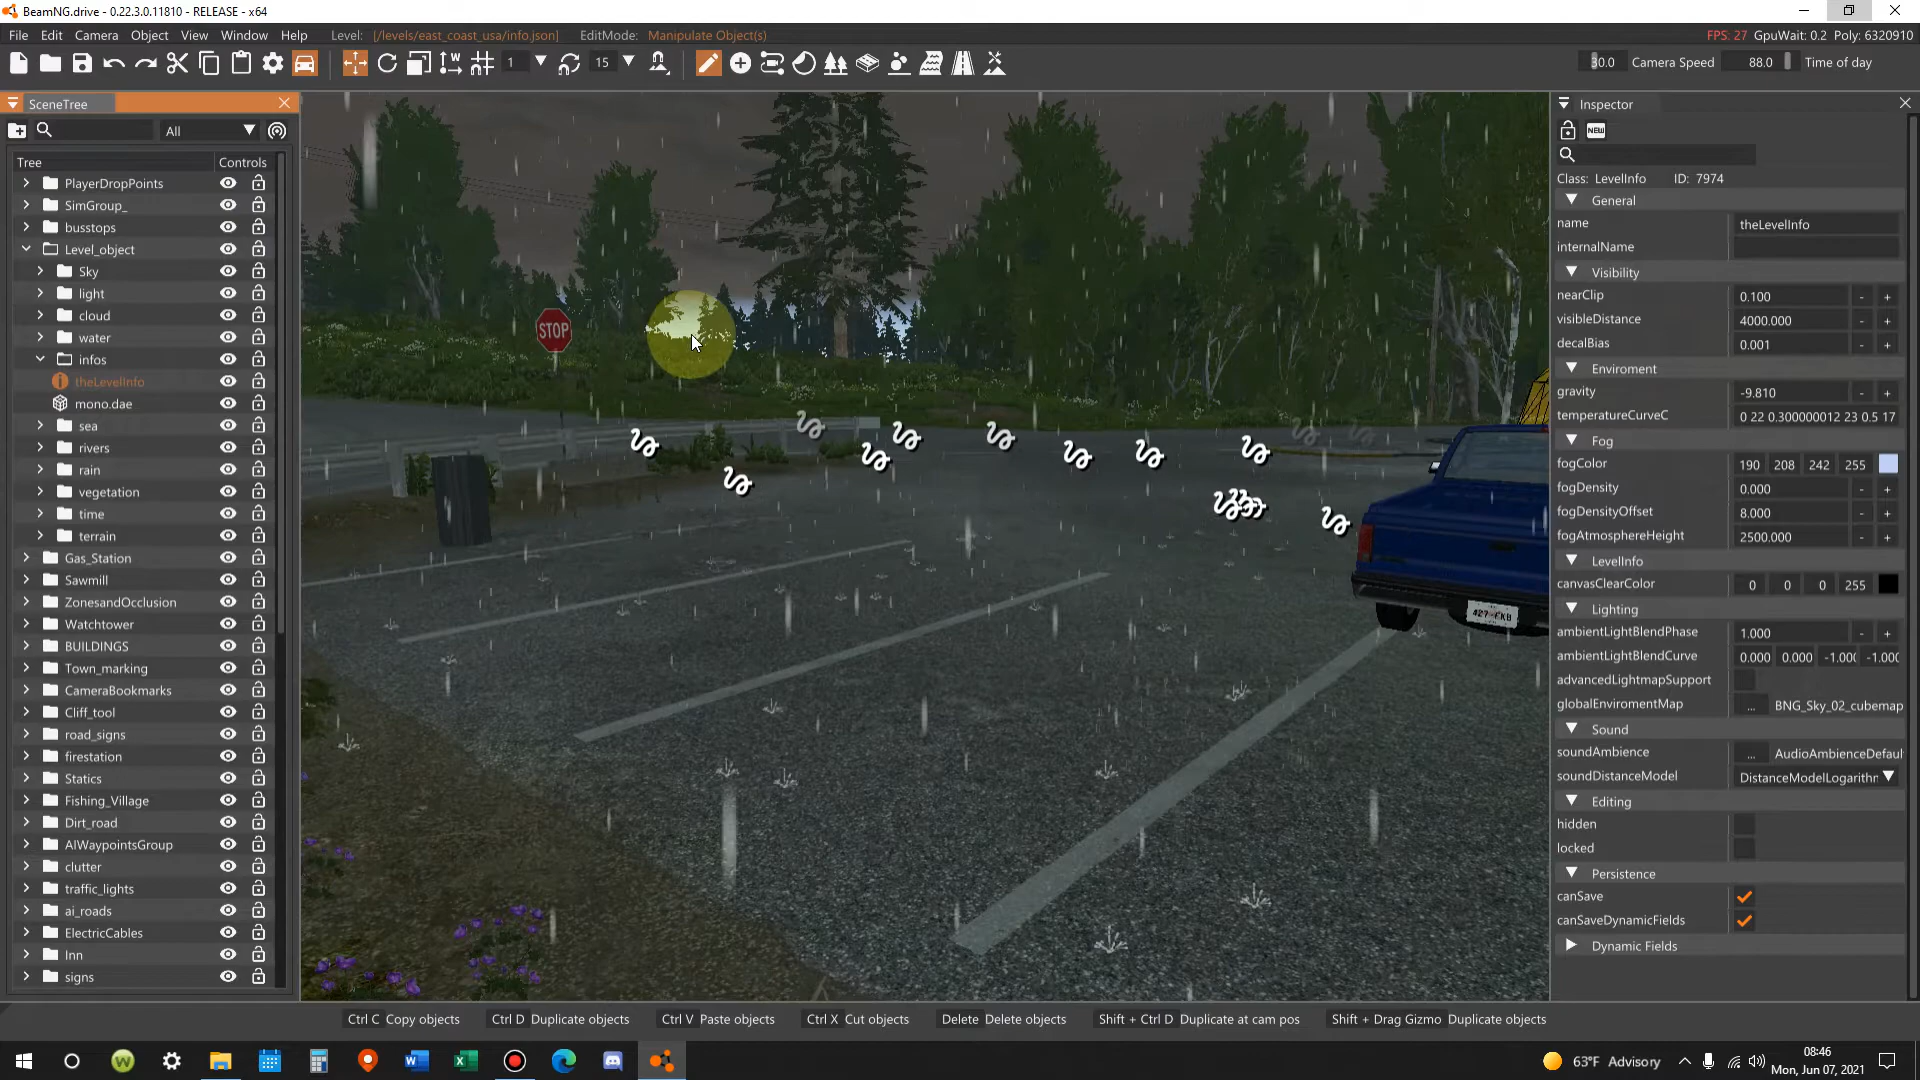 BeamNG.drive - 0.22.3.0.11810 - RELEASE - x64
File Edit Camera Object View Window Help Level: [/levels/east_coast_usa/info.json] EditMode: Manipulate Object(s) FPS: 27 GpuWait: 0.2 Poly: 6320910
1 15 30.0 Camera Speed 88.0 Time of day
SceneTree
All
Tree Controls
PlayerDropPoints
SimGroup_
busstops
Level_object
Sky
light
cloud
water
infos
theLevelInfo
mono.dae
sea
rivers
rain
vegetation
time
terrain
Gas_Station
Sawmill
ZonesandOcclusion
Watchtower
BUILDINGS
Town_marking
CameraBookmarks
Cliff_tool
road_signs
firestation
Statics
Fishing_Village
Dirt_road
AIWaypointsGroup
clutter
traffic_lights
ai_roads
ElectricCables
Inn
signs
STOP
Inspector
NEW
Class: LevelInfo ID: 7974
General
name theLevelInfo
internalName
Visibility
nearClip 0.100 - +
visibleDistance 4000.000 - +
decalBias 0.001 - +
Enviroment
gravity -9.810 - +
temperatureCurveC 0 22 0.300000012 23 0.5 17
Fog
fogColor 190 208 242 255
fogDensity 0.000 - +
fogDensityOffset 8.000 - +
fogAtmosphereHeight 2500.000 - +
LevelInfo
canvasClearColor 0 0 0 255
Lighting
ambientLightBlendPhase 1.000 - +
ambientLightBlendCurve 0.000 0.000 -1.00( -1.00(
advancedLightmapSupport
globalEnviromentMap ... BNG_Sky_02_cubemap
Sound
soundAmbience ... AudioAmbienceDefaul
soundDistanceModel DistanceModelLogarithr
Editing
hidden
locked
Persistence
canSave
canSaveDynamicFields
Dynamic Fields
Ctrl C Copy objects Ctrl D Duplicate objects Ctrl V Paste objects Ctrl X Cut objects Delete Delete objects Shift + Ctrl D Duplicate at cam pos Shift + Drag Gizmo Duplicate objects
63°F Advisory
08:46
Mon, Jun 07, 2021